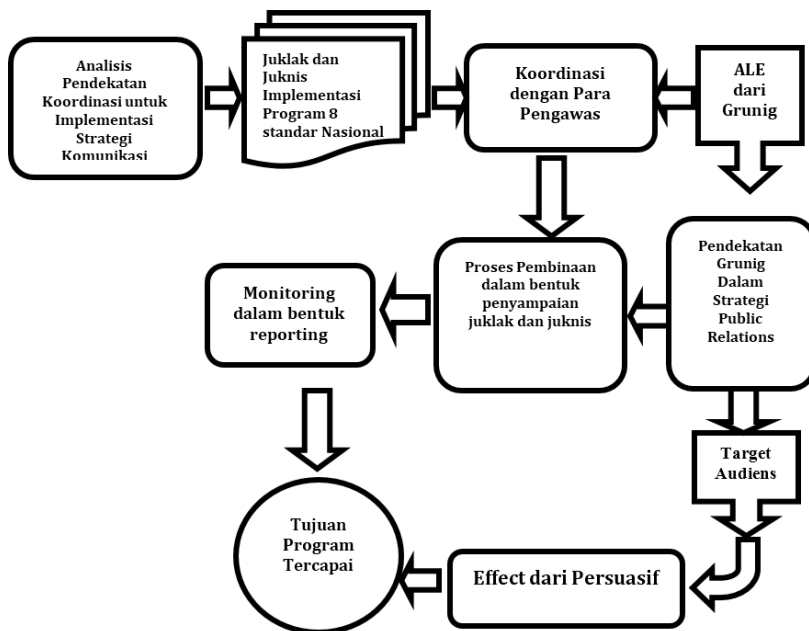 Analisis
Pendekatan
Koordinasi untuk
Implementasi
Strategi
Komunikasi
Juklak dan
Juknis
Implementasi
Program 8
standar Nasional
Koordinasi
dengan Para
Pengawas
ALE
dari
Grunig
Monitoring
dalam bentuk
reporting
Proses Pembinaan
dalam bentuk
penyampaian
juklak dan juknis
Pendekatan
Grunig
Dalam
Strategi
Public
Relations
Target
Audiens
Tujuan
Program
Tercapai
Effect dari Persuasif